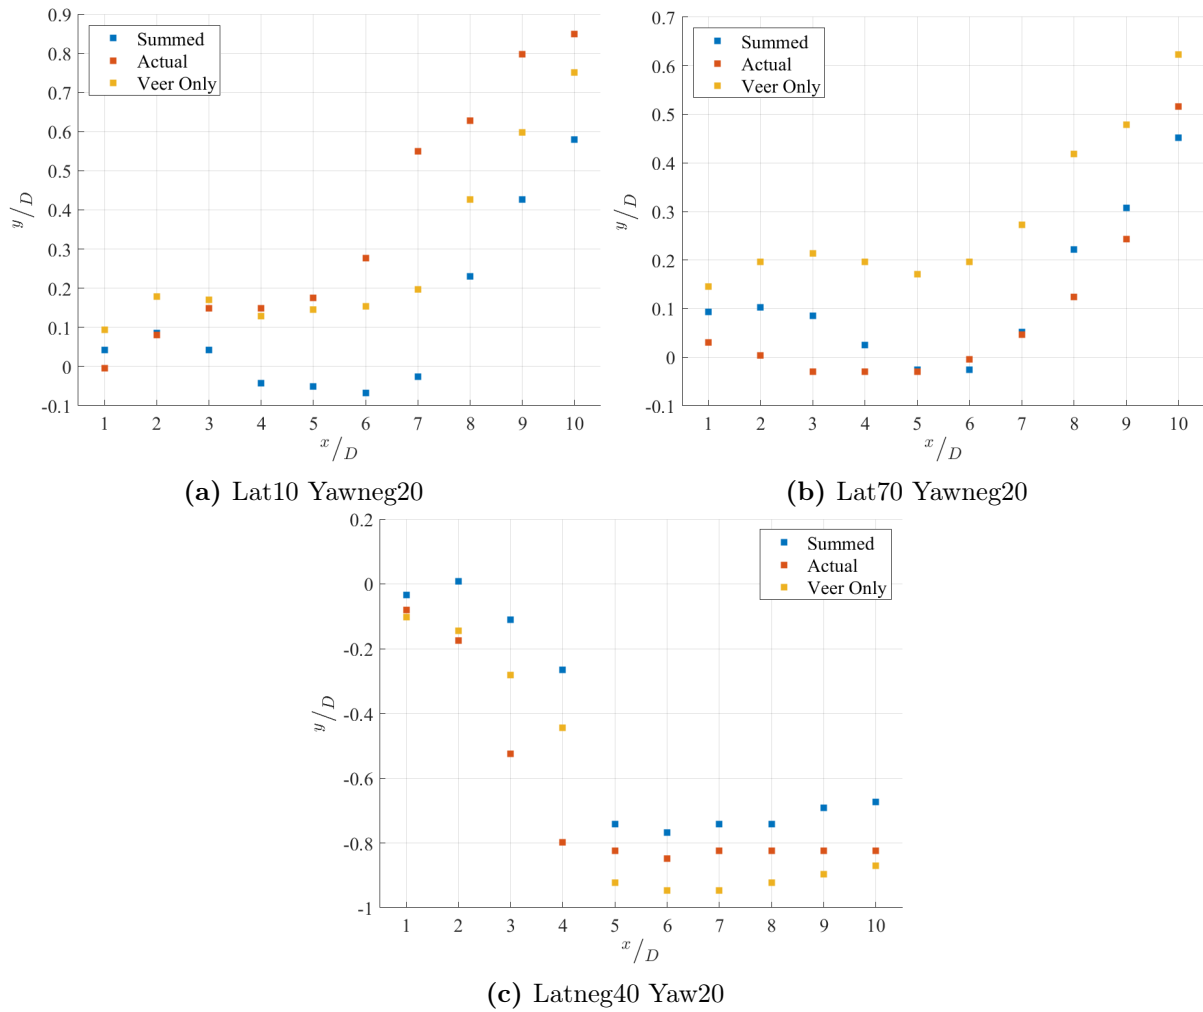 0.9
0.8
0.7
0.6
0.5
0.4
0.3
0.2
0.1
0
-0.1
Summed
Actual
Veer Only
y/D
1 2 3 4 5 6 7 8 9 10
x/D
(a) Lat10 Yawneg20
0.7
0.6
0.5
0.4
0.3
0.2
0.1
0
-0.1
Summed
Actual
Veer Only
y/D
1 2 3 4 5 6 7 8 9 10
x/D
(b) Lat70 Yawneg20
0.2
0
-0.2
-0.4
-0.6
-0.8
-1
Summed
Actual
Veer Only
y/D
1 2 3 4 5 6 7 8 9 10
x/D
(c) Latneg40 Yaw20